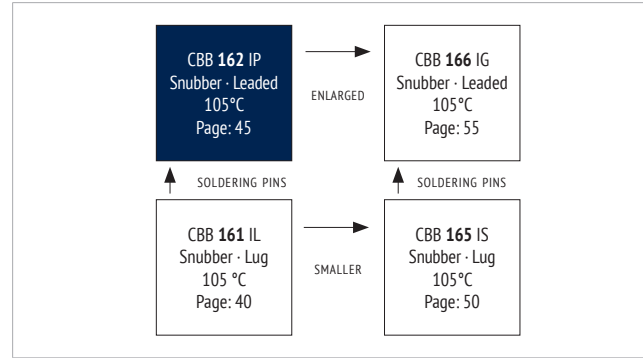 CBB 162 IP
Snubber · Leaded
105°C
Page: 45
ENLARGED
CBB 166 IG
Snubber · Leaded
105°C
Page: 55
SOLDERING PINS
SOLDERING PINS
CBB 161 IL
Snubber · Lug
105 °C
Page: 40
SMALLER
CBB 165 IS
Snubber · Lug
105°C
Page: 50